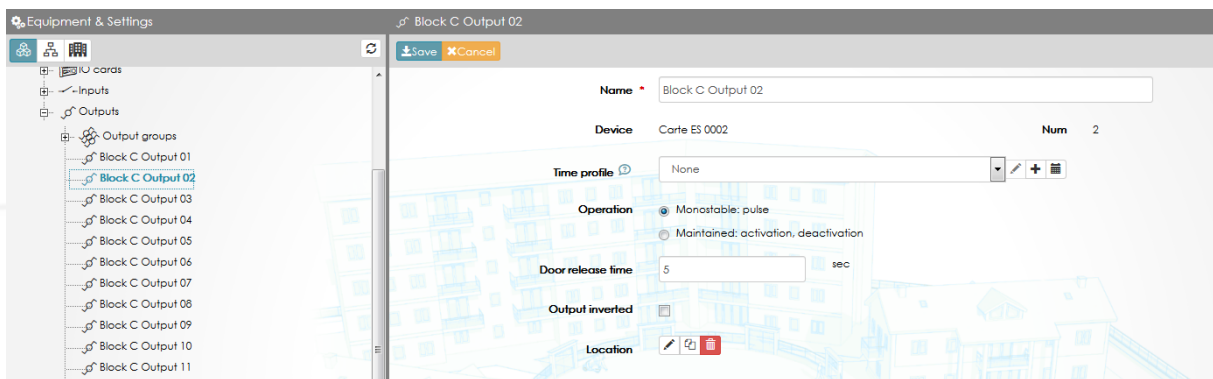 Equipment & Settings
Block C Output 02
Save
Cancel
IO cards
Inputs
Outputs
Output groups
Block C Output 01
Block C Output 02
Block C Output 03
Block C Output 04
Block C Output 05
Block C Output 06
Block C Output 07
Block C Output 08
Block C Output 09
Block C Output 10
Block C Output 11
Name * Block C Output 02
Device Carte ES 0002 Num 2
Time profile ? None
Operation Monostable: pulse
Maintained: activation, deactivation
Door release time 5 sec
Output inverted
Location